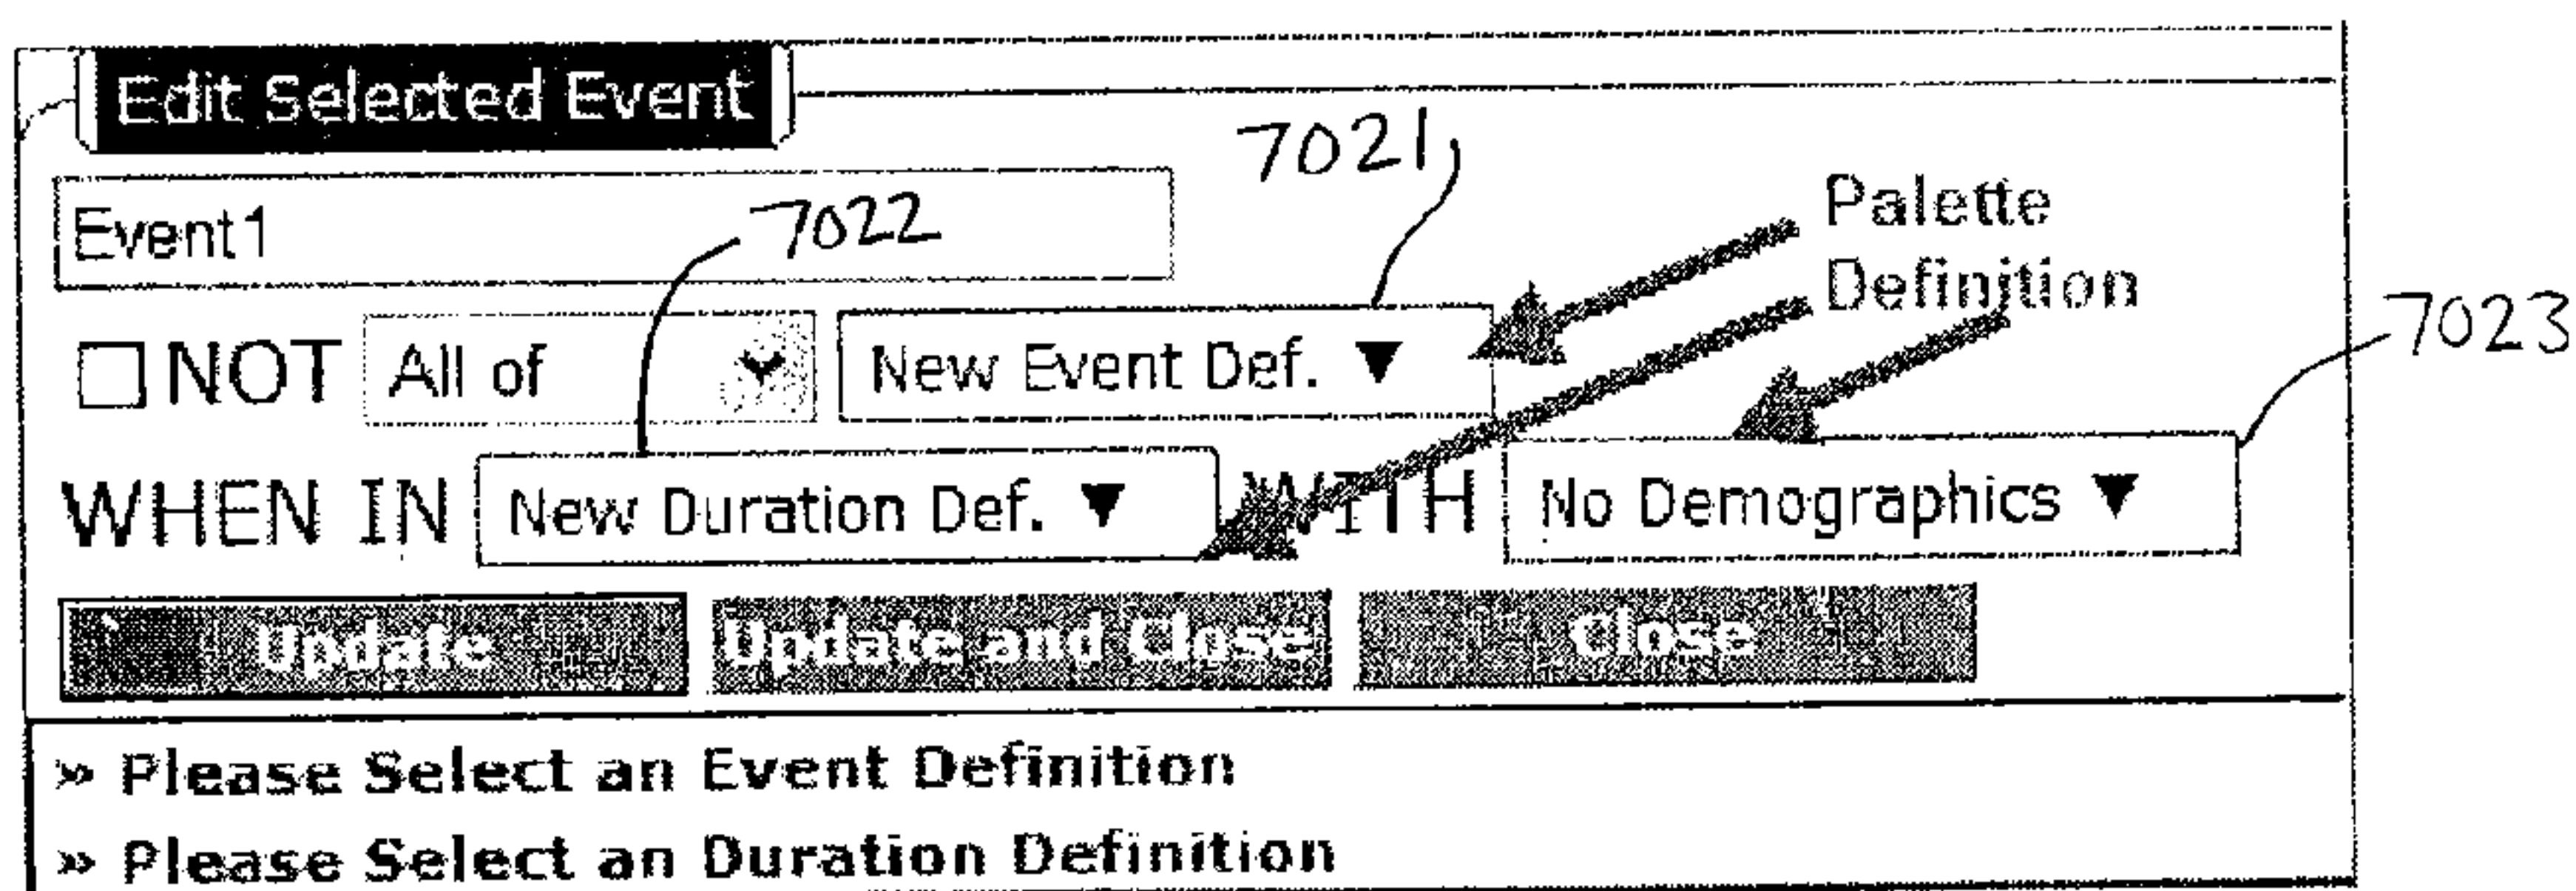 Edit Selected Event
7021
Palette
Definition
Event1
7022
7023
NOT All of New Event Def.
WHEN IN New Duration Def. WITH No Demographics
Update Update and Close Close
» Please Select an Event Definition
» Please Select an Duration Definition